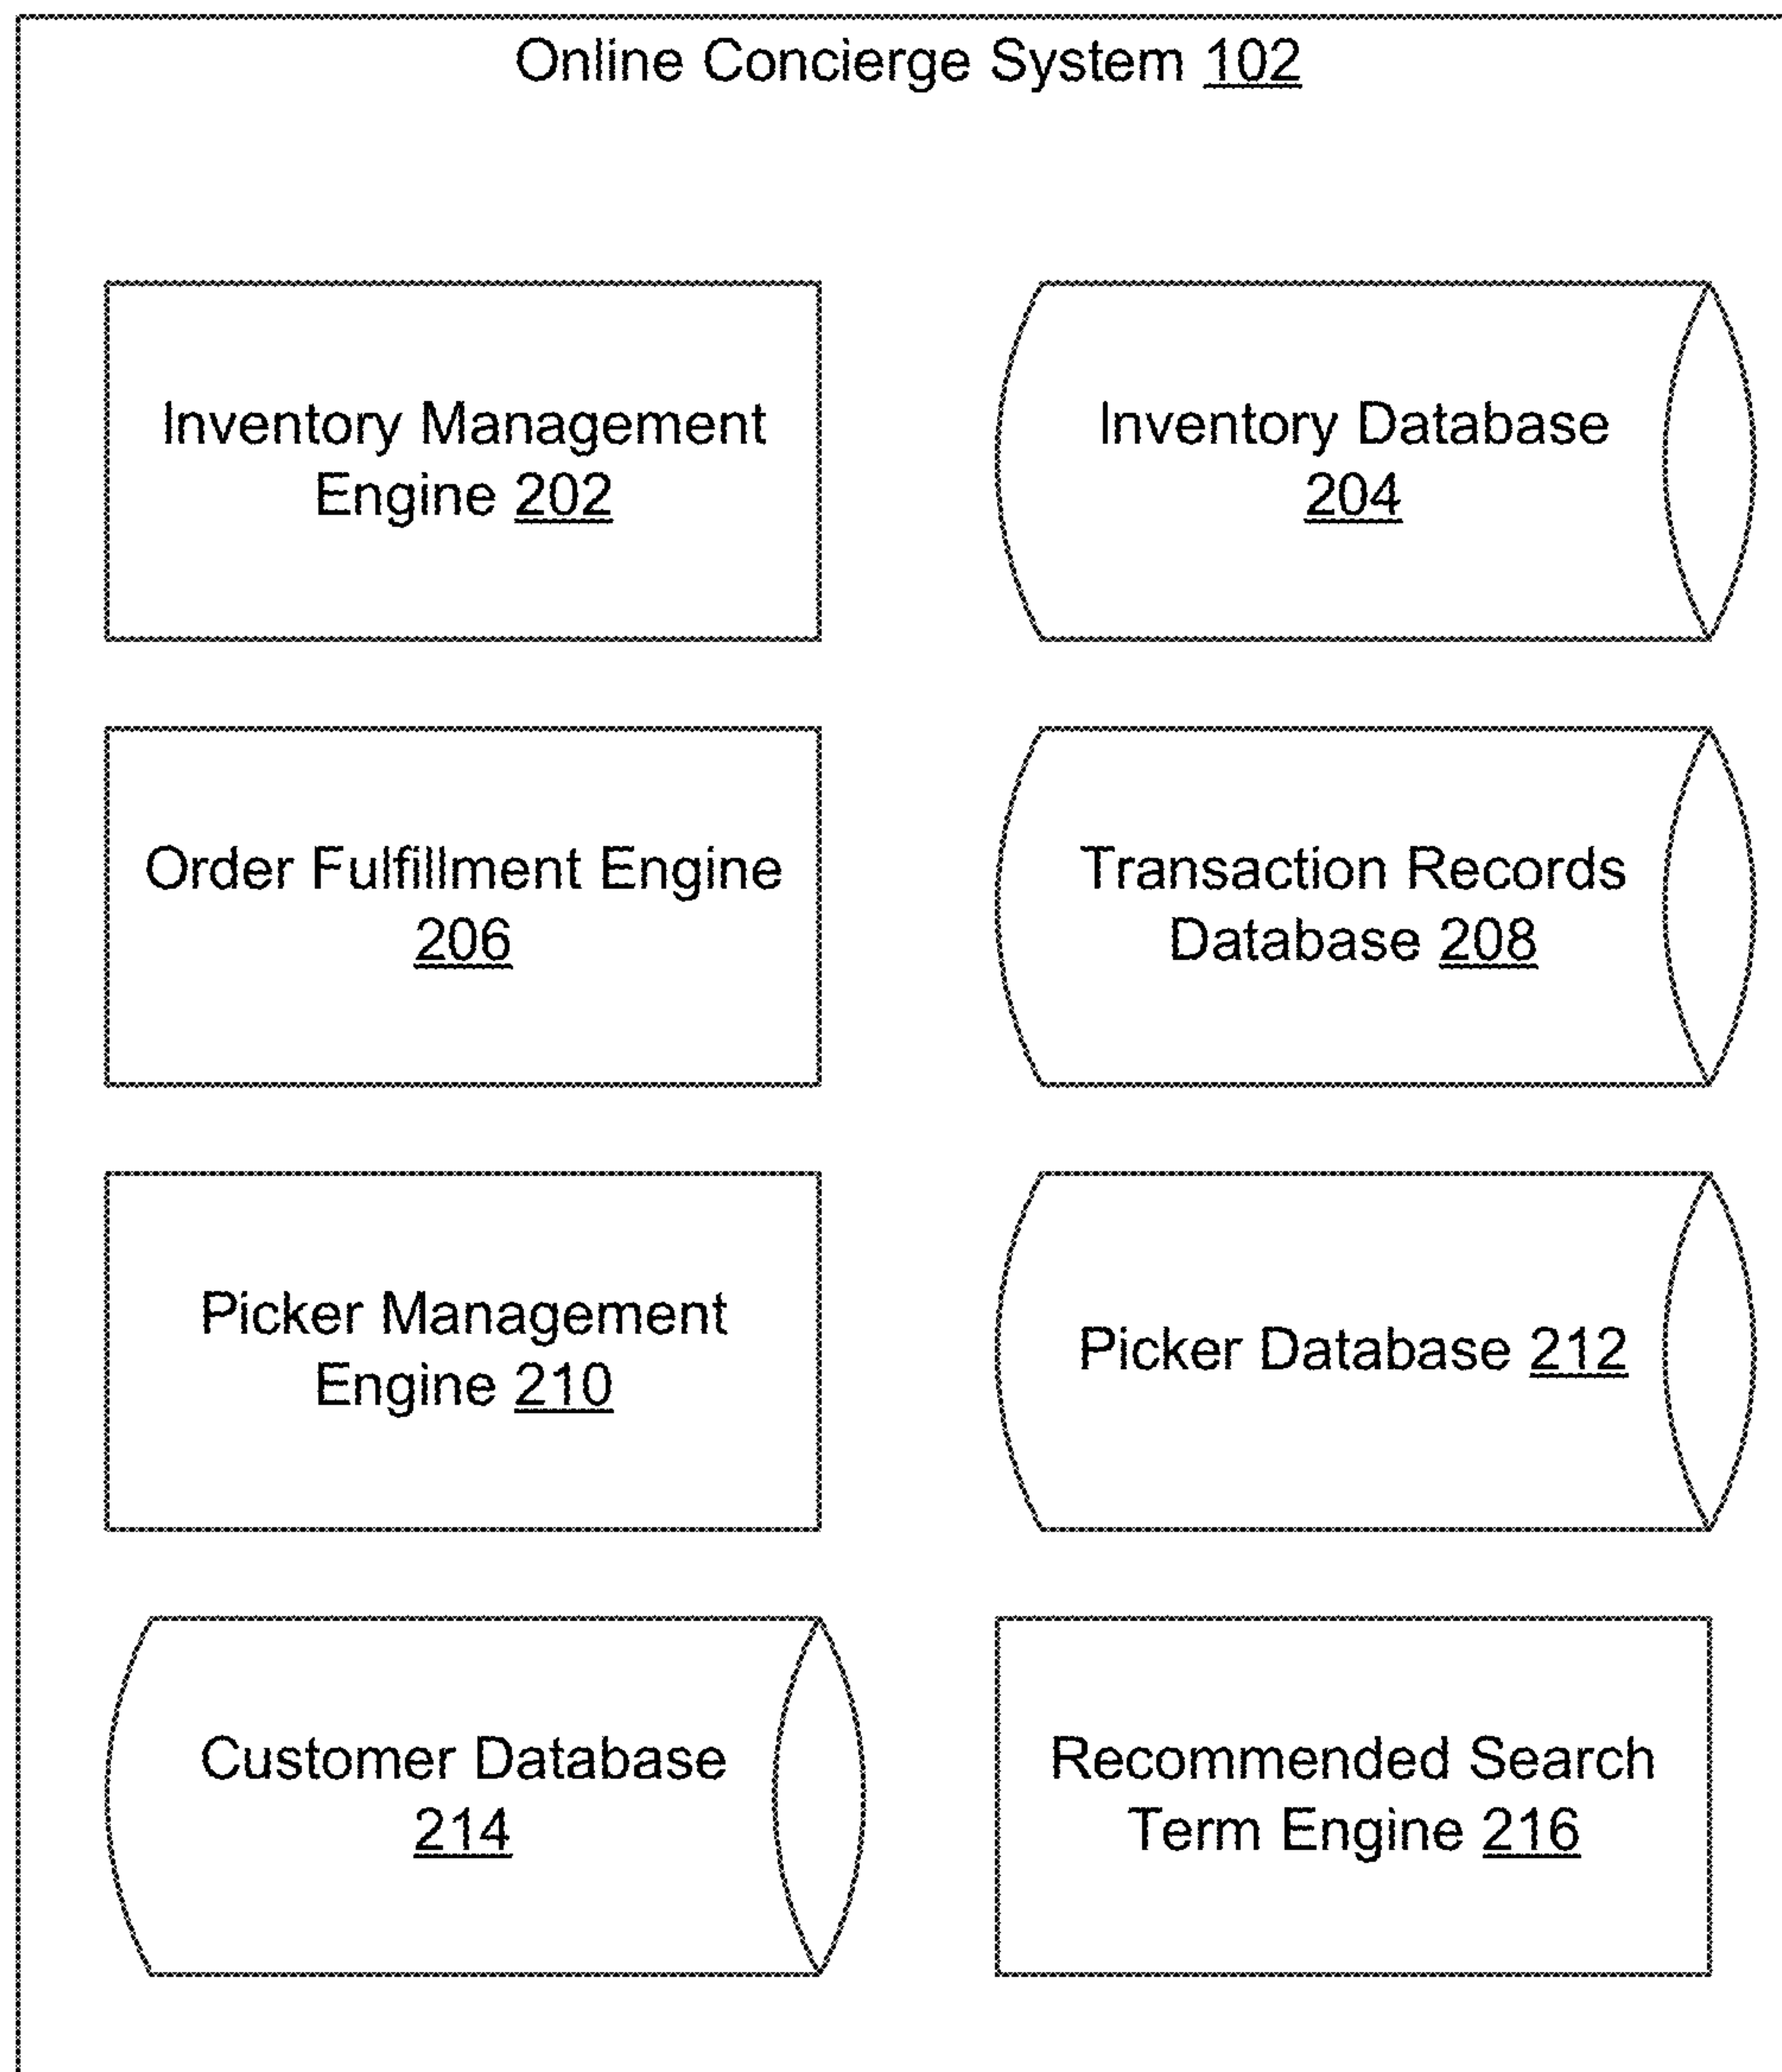 Online Concierge System 102
Inventory Management
Engine 202
Inventory Database
204
Order Fulfillment Engine
206
Transaction Records
Database 208
Picker Management
Engine 210
Picker Database 212
Customer Database
214
Recommended Search
Term Engine 216